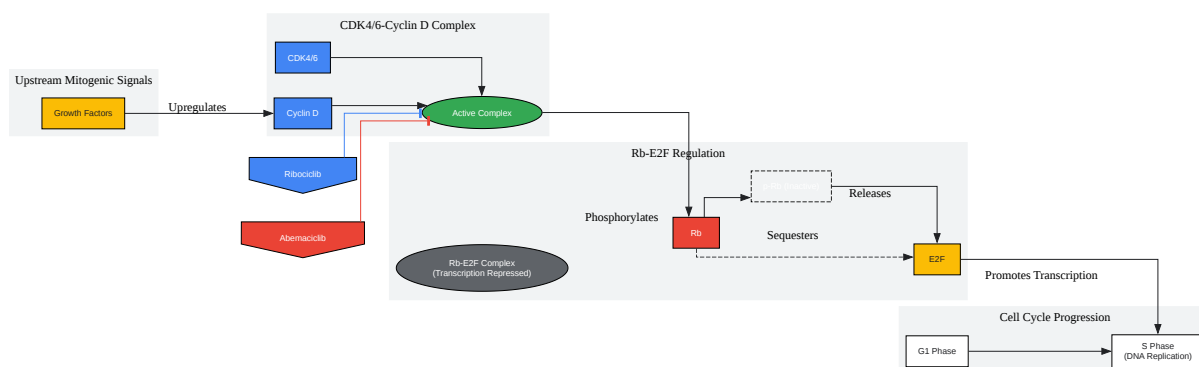 CDK4/6-Cyclin D Complex
CDK4/6
Upstream Mitogenic Signals
Growth Factors
Upregulates
Cyclin D
Active Complex
Ribociclib
Rb-E2F Regulation
Releases
Phosphorylates
Rb
Sequesters
Abemaciclib
Rb-E2F Complex
(Transcription Repressed)
E2F
Promotes Transcription
Cell Cycle Progression
G1 Phase
S Phase
(DNA Replication)